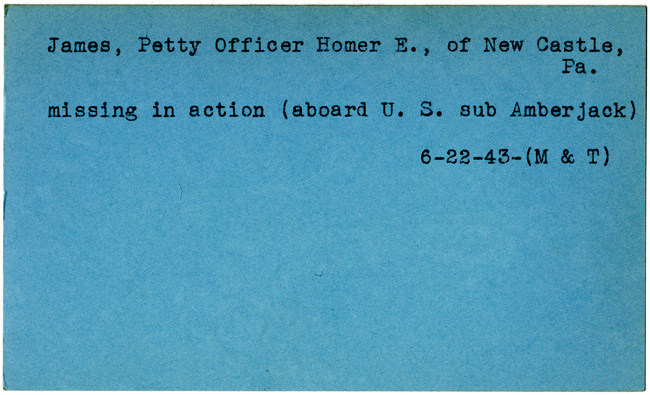 James, Petty Officer Homer E., of New Castle,
Pa.
missing in action (aboard U. S. sub Amberjack)
6-22-43-(M & T)